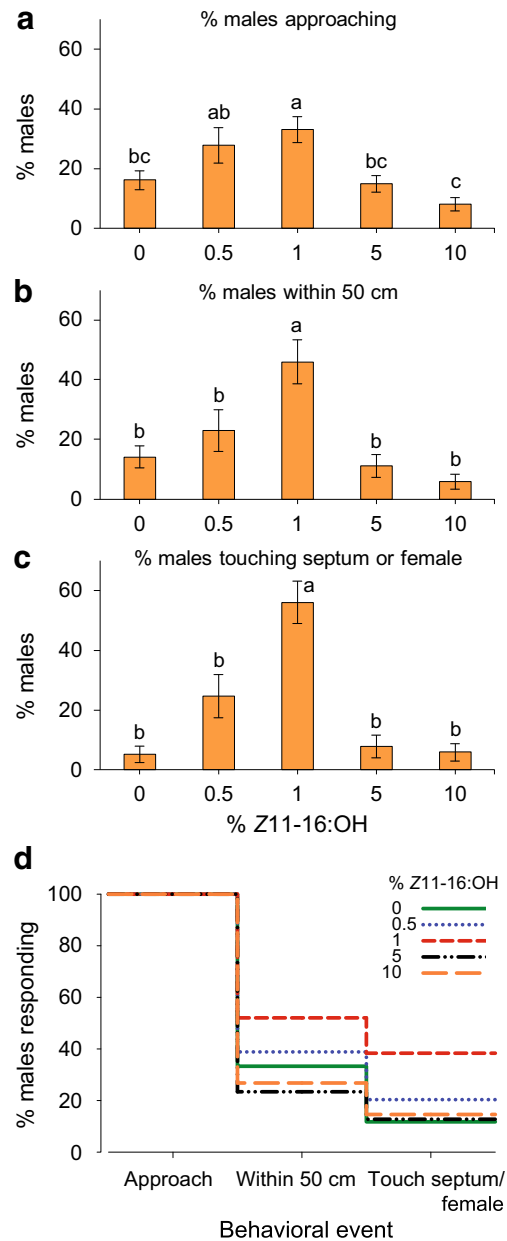 a
% males approaching
60
40
20
0
% males
bc
ab
a
bc
c
0 0.5 1 5 10
b
% males within 50 cm
60
40
20
0
% males
b
b
a
b
b
0 0.5 1 5 10
c
% males touching septum or female
60
40
20
0
% males
b
b
a
b
b
0 0.5 1 5 10
% Z11-16:OH
d
100
80
60
40
20
0
% males responding
% Z11-16:OH
0
0.5
1
5
10
Approach Within 50 cm Touch septum/
female
Behavioral event